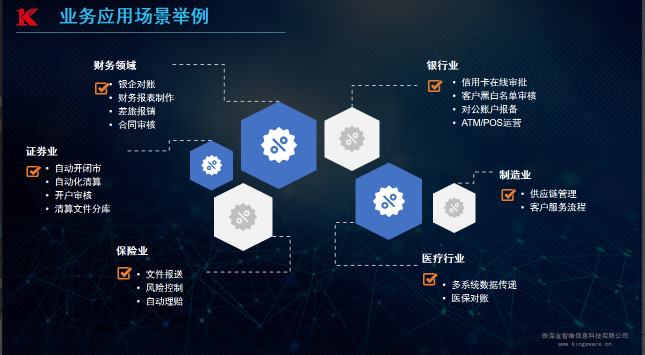 业务应用场景举例
财务领域
• 银企对账
• 财务报表制作
• 差旅报销
• 合同审核
银行业
• 信用卡在线审批
• 客户黑白名单审核
• 对公账户报备
• ATM/POS运营
证券业
• 自动开闭市
• 自动化清算
• 开户审核
• 清算文件分库
制造业
• 供应链管理
• 客户服务流程
保险业
• 文件报送
• 风险控制
• 自动理赔
医疗行业
• 多系统数据传递
• 医保对账
珠海金智维信息科技有限公司
www.kingsware.cn